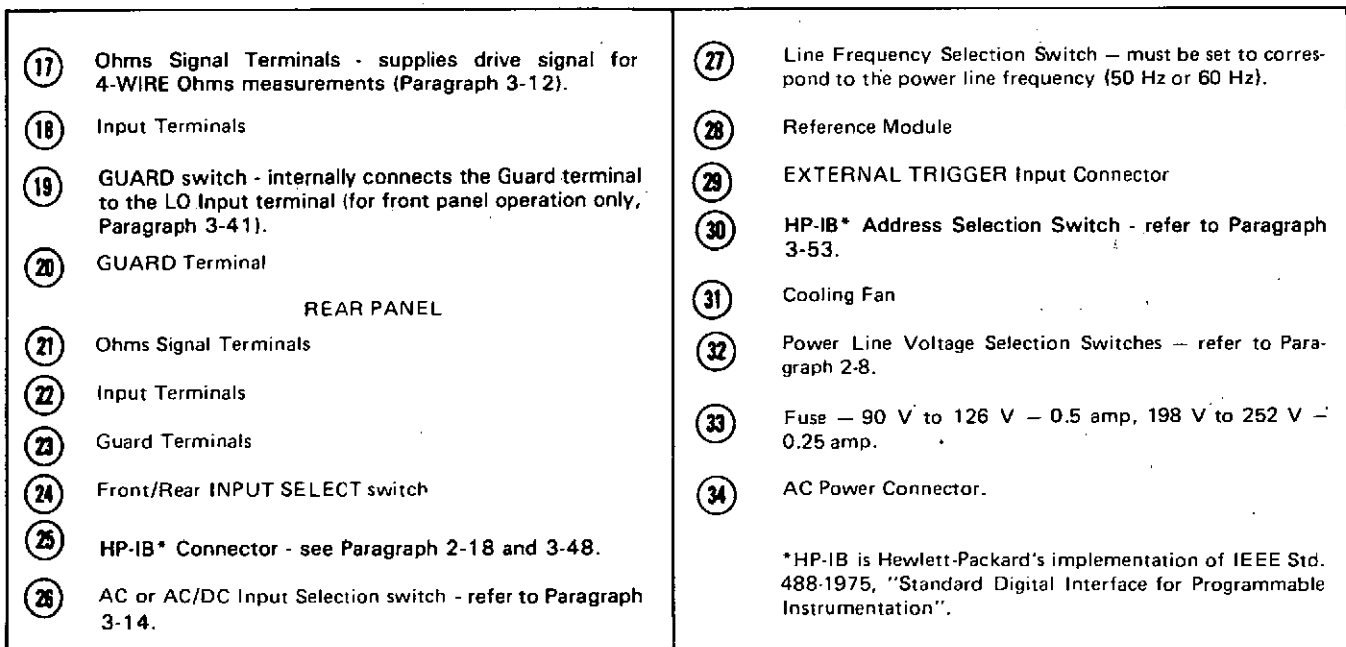 17 Ohms Signal Terminals - supplies drive signal for
4-WIRE Ohms measurements (Paragraph 3-12).
18 Input Terminals
19 GUARD switch - internally connects the Guard terminal
to the LO Input terminal (for front panel operation only,
Paragraph 3-41).
20 GUARD Terminal
REAR PANEL
21 Ohms Signal Terminals
22 Input Terminals
23 Guard Terminals
24 Front/Rear INPUT SELECT switch
25 HP-IB* Connector - see Paragraph 2-18 and 3-48.
26 AC or AC/DC Input Selection switch - refer to Paragraph
3-14.
27 Line Frequency Selection Switch — must be set to corres-
pond to the power line frequency (50 Hz or 60 Hz).
28 Reference Module
29 EXTERNAL TRIGGER Input Connector
30 HP-IB* Address Selection Switch - refer to Paragraph
3-53.
31 Cooling Fan
32 Power Line Voltage Selection Switches — refer to Para-
graph 2-8.
33 Fuse — 90 V to 126 V — 0.5 amp, 198 V to 252 V —
0.25 amp.
34 AC Power Connector.
*HP-IB is Hewlett-Packard's implementation of IEEE Std.
488-1975, "Standard Digital Interface for Programmable
Instrumentation".